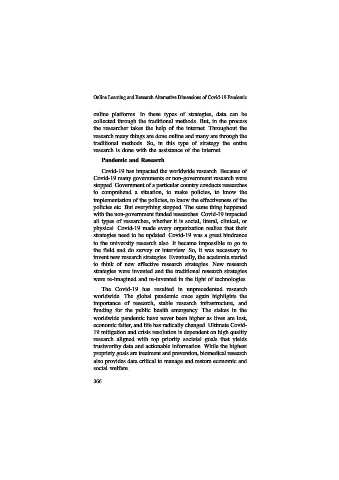 Online Learning and Research Alternative Dimensions of Covid-19 Pandemic
online platforms. In these types of strategies, data can be
collected through the traditional methods. But, in the process
the researcher takes the help of the internet. Throughout the
research many things are done online and many are through the
traditional methods. So, in this type of strategy the entire
research is done with the assistance of the internet.
Pandemic and Research
Covid-19 has impacted the worldwide research. Because of
Covid-19 many governments or non-government research were
stopped. Government of a particular country conducts researches
to comprehend a situation, to make policies, to know the
implementation of the policies, to know the effectiveness of the
policies etc. But everything stopped. The same thing happened
with the non-government funded researches. Covid-19 impacted
all types of researches, whether it is social, literal, clinical, or
physical. Covid-19 made every organization realize that their
strategies need to be updated. Covid-19 was a great hindrance
to the university research also. It became impossible to go to
the field and do survey or interview. So, it was necessary to
invent new research strategies. Eventually, the academia started
to think of new effective research strategies. New research
strategies were invented and the traditional research strategies
were re-imagined and re-invented in the light of technologies.
The Covid-19 has resulted in unprecedented research
worldwide. The global pandemic once again highlights the
importance of research, stable research infrastructure, and
funding for the public health emergency. The stakes in the
worldwide pandemic have never been higher as lives are lost,
economic falter, and life has radically changed. Ultimate Covid-
19 mitigation and crisis resolution is dependent on high quality
research aligned with top priority societal goals that yields
trustworthy data and actionable information. While the highest
propriety goals are treatment and prevention, biomedical research
also provides data critical to manage and restore economic and
social welfare.
366